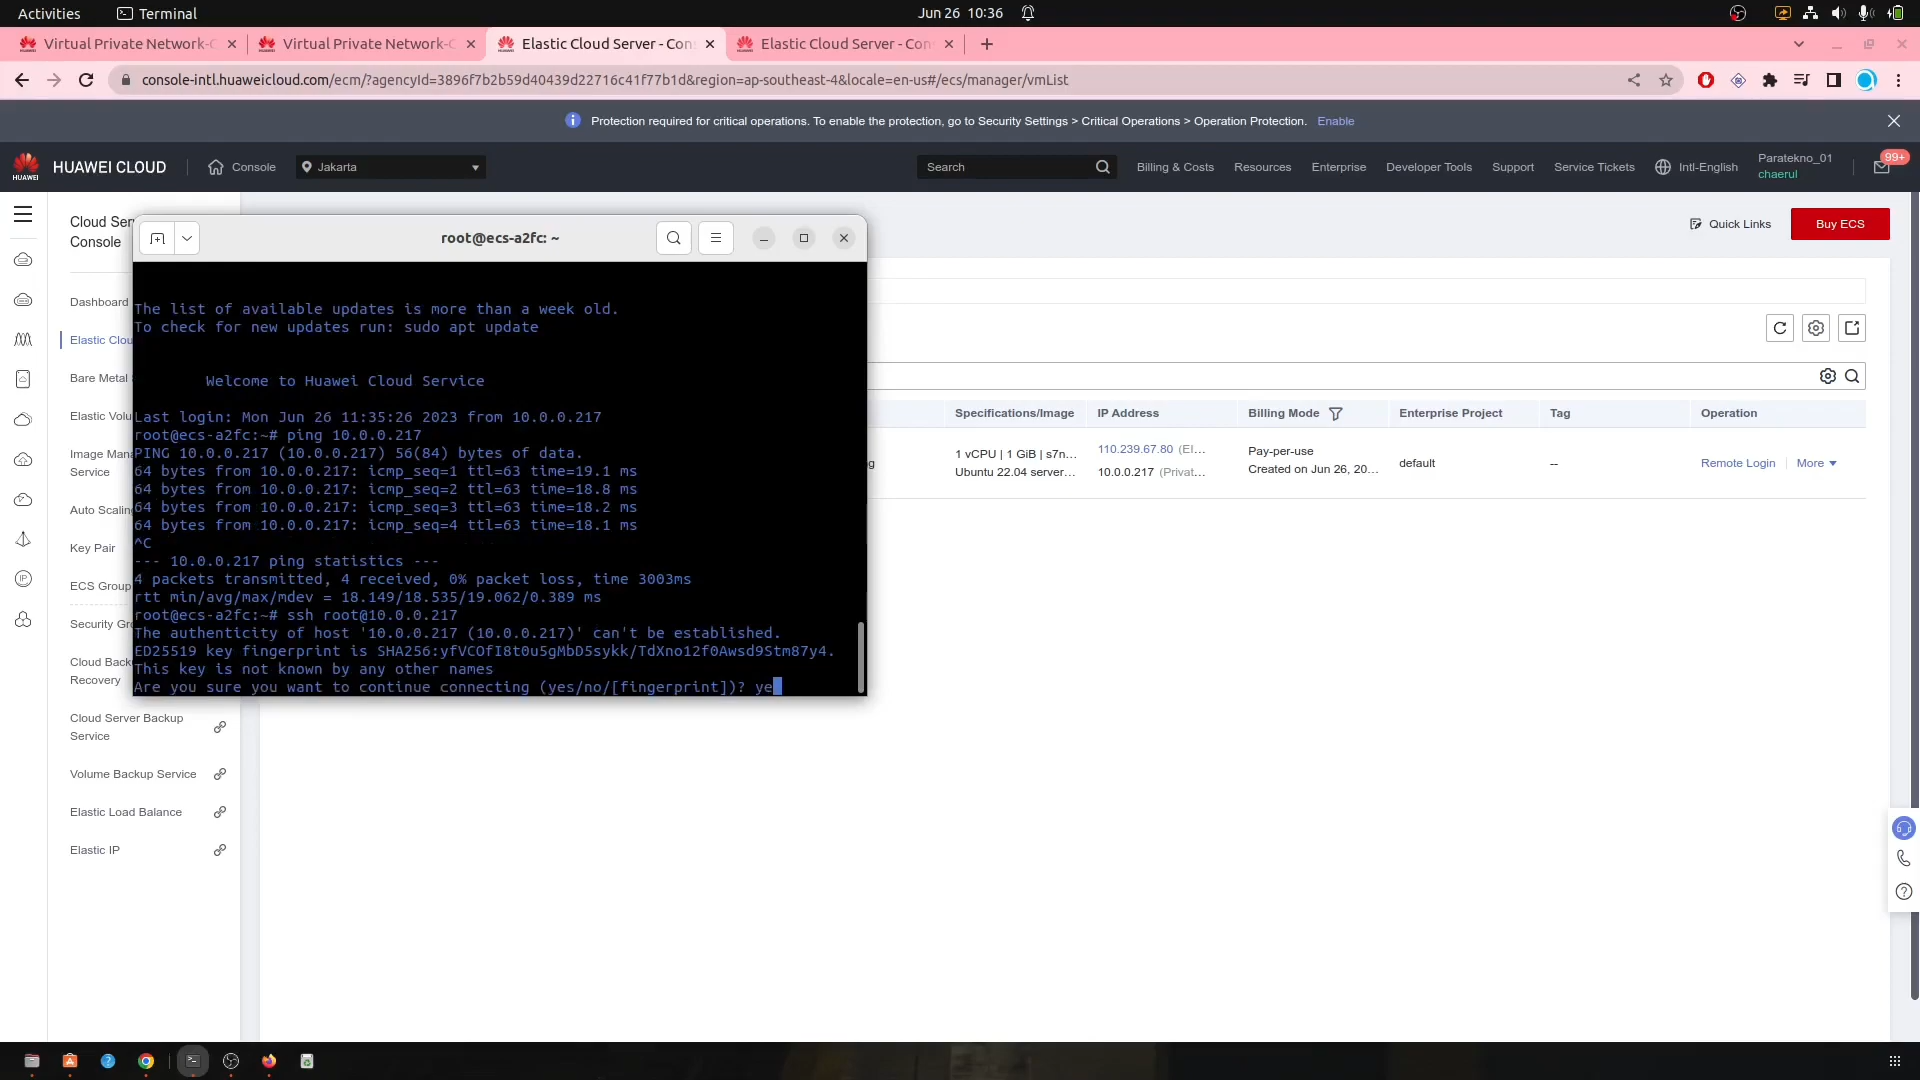 Activities
Terminal
Jun 26 10:36
Virtual Private Network-C
Virtual Private Network-C
Elastic Cloud Server - Con
Elastic Cloud Server - Con
console-intl.huaweicloud.com/ecm/?agencyId=3896f7b2b59d40439d22716c41f77b1d&region=ap-southeast-4&locale=en-us#/ecs/manager/vmList
Protection required for critical operations. To enable the protection, go to Security Settings > Critical Operations > Operation Protection. Enable
HUAWEI
HUAWEI CLOUD
Console
Jakarta
Search
Billing & Costs
Resources
Enterprise
Developer Tools
Support
Service Tickets
Intl-English
Paratekno_01
chaerul
99+
Cloud Ser
Console
Dashboard
Elastic Clou
Bare Metal
Elastic Volu
Image Mana
Service
Auto Scalin
Key Pair
ECS Group
Security Gr
Cloud Back
Recovery
Cloud Server Backup
Service
Volume Backup Service
Elastic Load Balance
Elastic IP
Quick Links
Buy ECS
root@ecs-a2fc: ~
The list of available updates is more than a week old.
To check for new updates run: sudo apt update
Welcome to Huawei Cloud Service
Last login: Mon Jun 26 11:35:26 2023 from 10.0.0.217
root@ecs-a2fc:~# ping 10.0.0.217
PING 10.0.0.217 (10.0.0.217) 56(84) bytes of data.
64 bytes from 10.0.0.217: icmp_seq=1 ttl=63 time=19.1 ms
64 bytes from 10.0.0.217: icmp_seq=2 ttl=63 time=18.8 ms
64 bytes from 10.0.0.217: icmp_seq=3 ttl=63 time=18.2 ms
64 bytes from 10.0.0.217: icmp_seq=4 ttl=63 time=18.1 ms
^C
--- 10.0.0.217 ping statistics ---
4 packets transmitted, 4 received, 0% packet loss, time 3003ms
rtt min/avg/max/mdev = 18.149/18.535/19.062/0.389 ms
root@ecs-a2fc:~# ssh root@10.0.0.217
The authenticity of host '10.0.0.217 (10.0.0.217)' can't be established.
ED25519 key fingerprint is SHA256:yfVCOfI8t0u5gMbD5sykk/TdXno12f0Awsd9Stm87y4.
This key is not known by any other names
Are you sure you want to continue connecting (yes/no/[fingerprint])? ye
Specifications/Image
IP Address
Billing Mode
Enterprise Project
Tag
Operation
g
1 vCPU | 1 GiB | s7n...
Ubuntu 22.04 server...
110.239.67.80 (EI...
10.0.0.217 (Privat...
Pay-per-use
Created on Jun 26, 20...
default
--
Remote Login
More